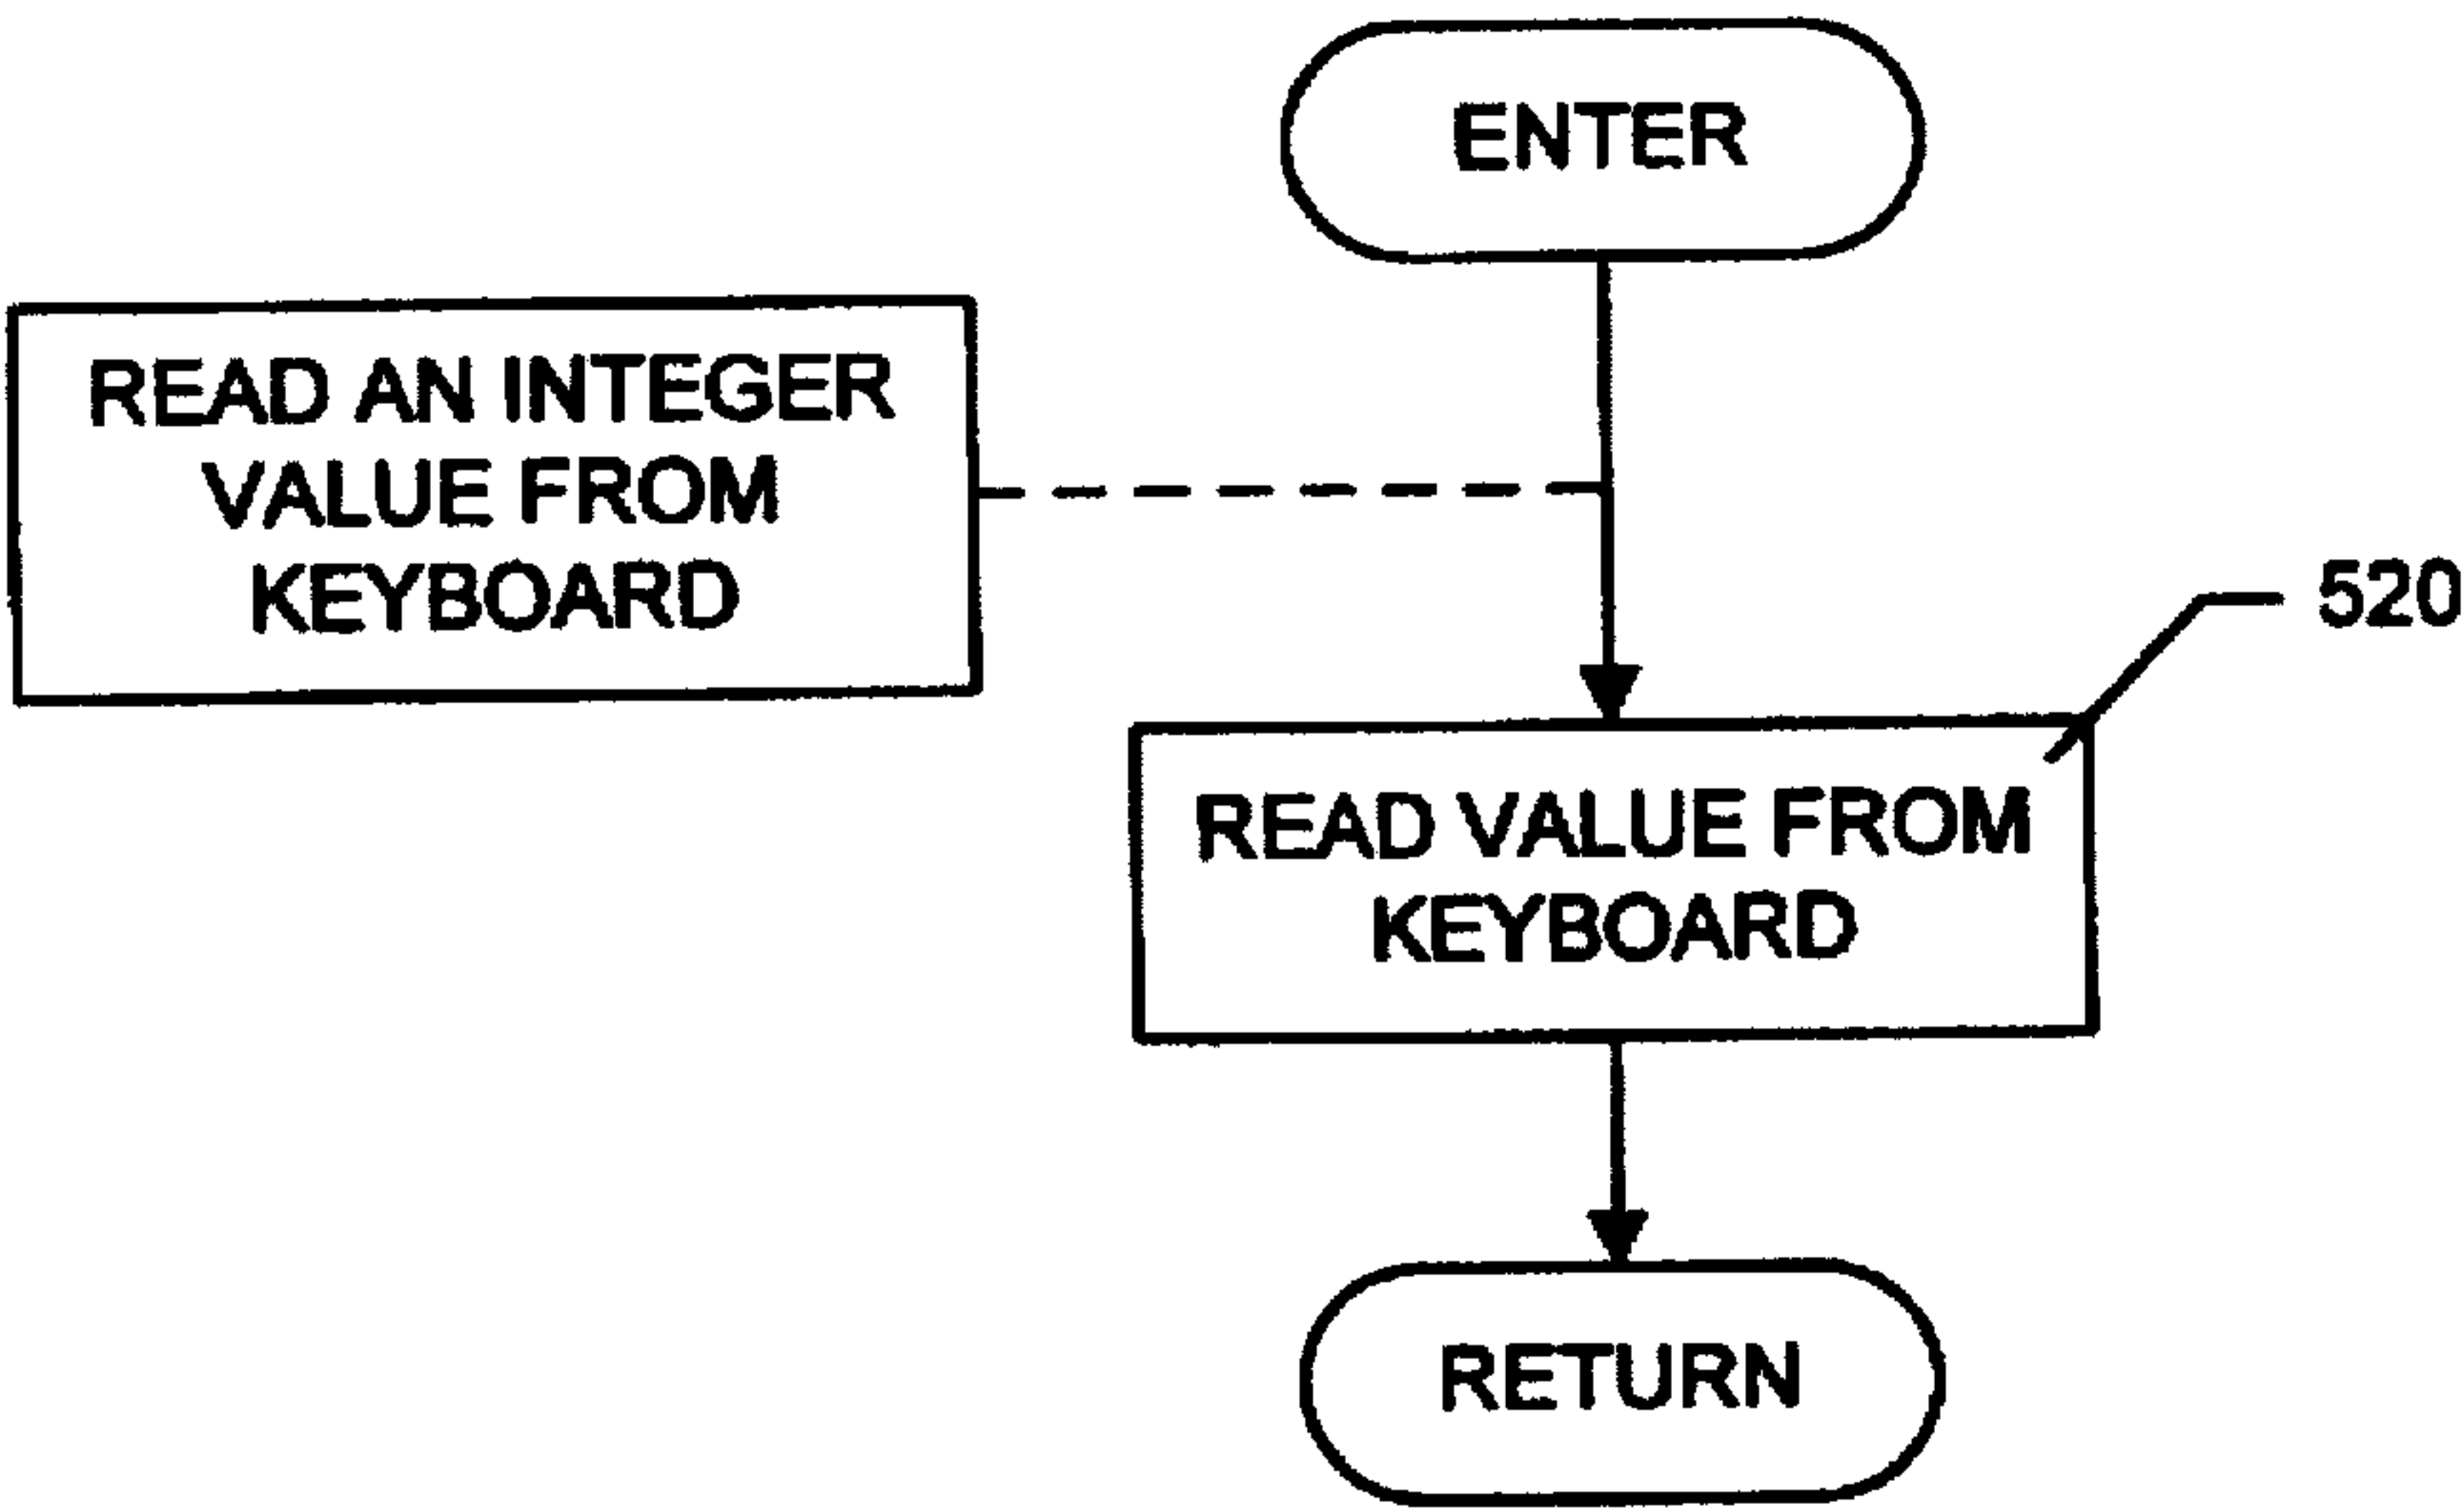 ENTER
READ AN INTEGER
VALUE FROM
KEYBOARD
520
READ VALUE FROM
KEYBOARD
RETURN